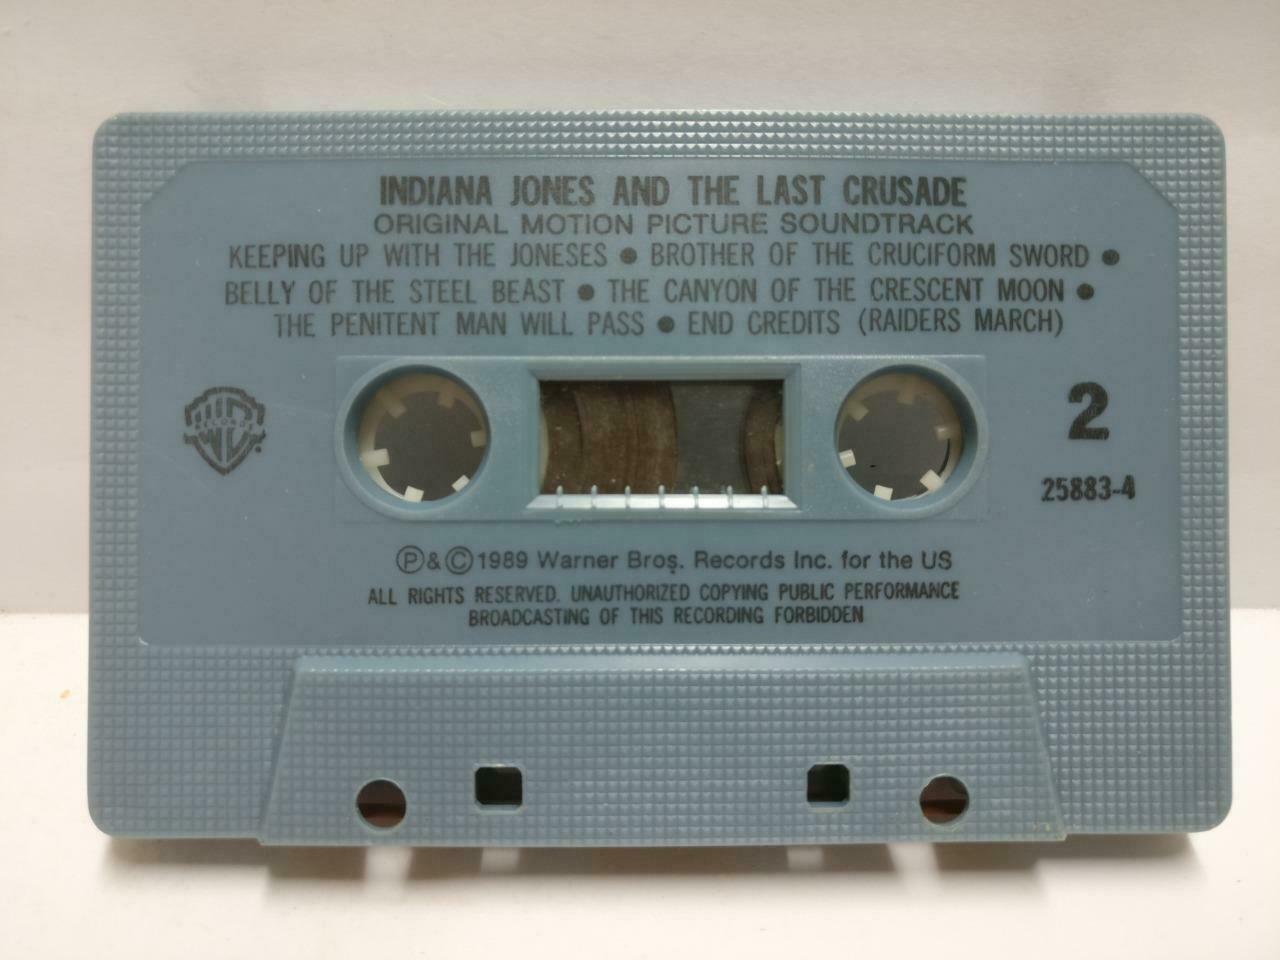 INDIANA JONES AND THE LAST CRUSADE
ORIGINAL MOTION PICTURE SOUNDTRACK
KEEPING UP WITH THE JONESES ● BROTHER OF THE CRUCIFORM SWORD ●
BELLY OF THE STEEL BEAST ● THE CANYON OF THE CRESCENT MOON ●
THE PENITENT MAN WILL PASS ● END CREDITS (RAIDERS MARCH)
WB RECORDS
2
25883-4
Ⓟ&Ⓒ1989 Warner Bros. Records Inc. for the US
ALL RIGHTS RESERVED. UNAUTHORIZED COPYING PUBLIC PERFORMANCE
BROADCASTING OF THIS RECORDING FORBIDDEN